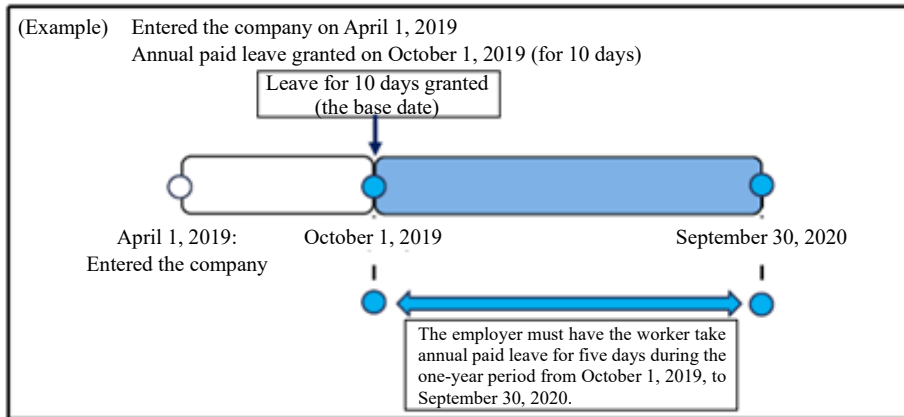 (Example) Entered the company on April 1, 2019
Annual paid leave granted on October 1, 2019 (for 10 days)
Leave for 10 days granted
(the base date)
April 1, 2019:
Entered the company
October 1, 2019
September 30, 2020
The employer must have the worker take
annual paid leave for five days during the
one-year period from October 1, 2019, to
September 30, 2020.